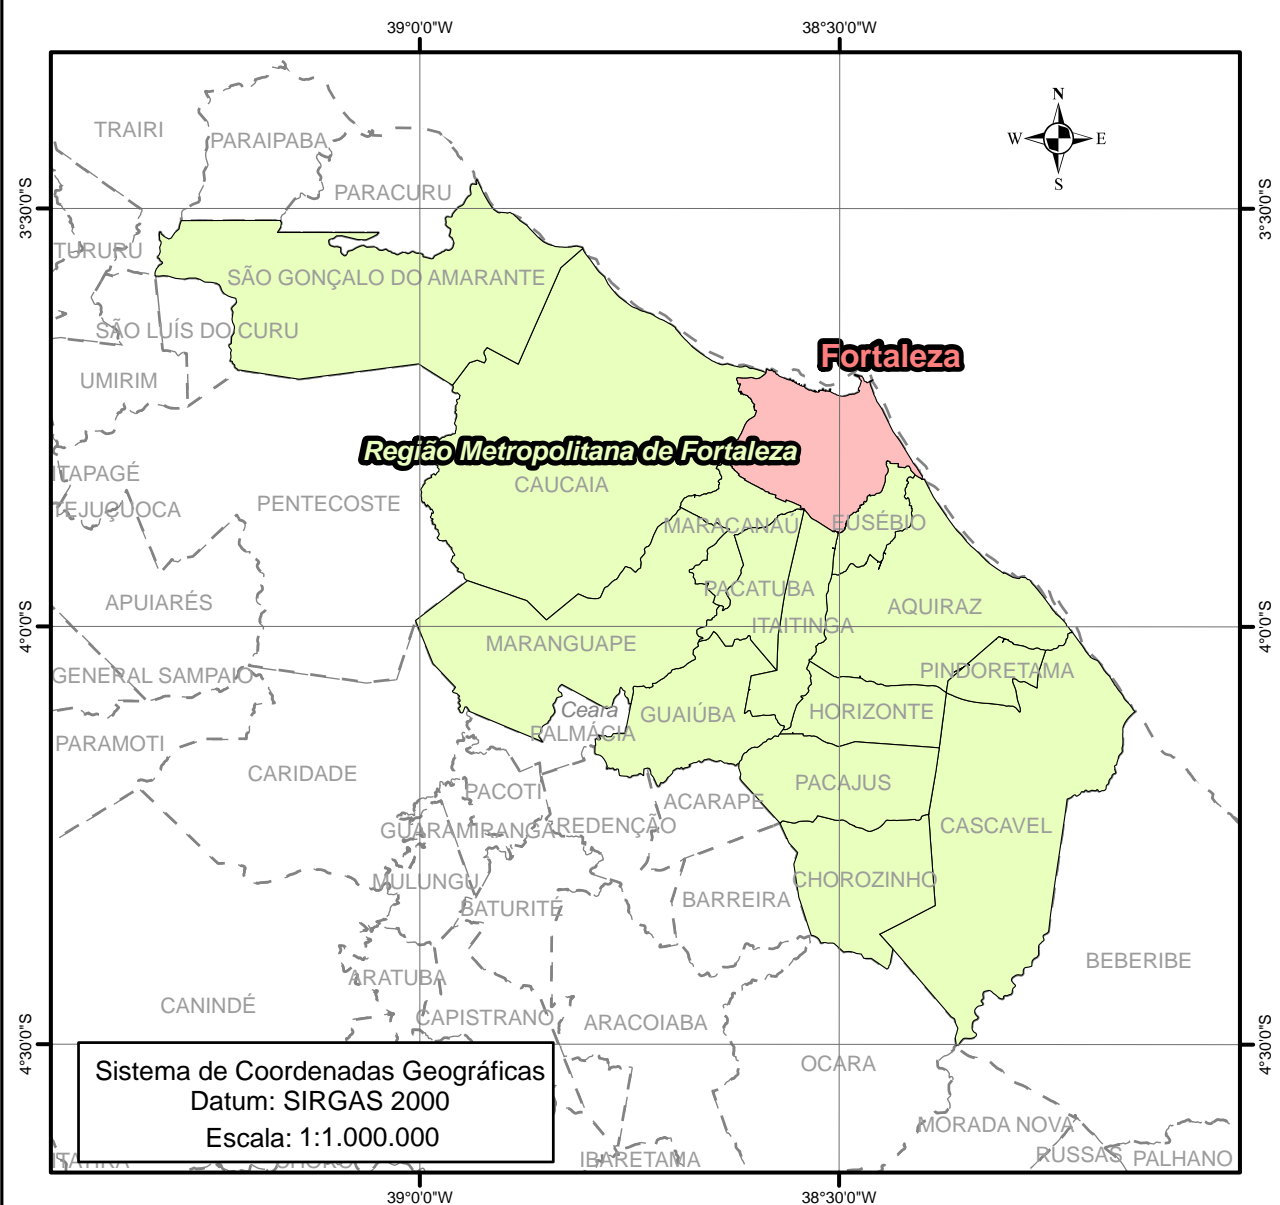 39°0'0"W
38°30'0"W
N
W
E
S
TRAIRI
PARAIPABA
PARACURU
3°30'0"S
3°30'0"S
TURURU
SÃO GONÇALO DO AMARANTE
SÃO LUÍS DO CURU
Fortaleza
UMIRIM
Região Metropolitana de Fortaleza
ITAPAGÉ
CAUCAIA
PENTECOSTE
TEJUÇUOCA
MARACANAÚ
EUSÉBIO
PACATUBA
APUIARÉS
AQUIRAZ
4°0'0"S
4°0'0"S
ITAITINGA
MARANGUAPE
GENERAL SAMPAIO
PINDORETAMA
Ceará
GUAIÚBA
HORIZONTE
PALMÁCIA
PARAMOTI
CARIDADE
PACAJUS
PACOTI
ACARAPE
GUARAMIRANGA
REDENÇÃO
CASCAVEL
MULUNGU
CHOROZINHO
BATURITÉ
BARREIRA
BEBERIBE
ARATUBA
CANINDÉ
CAPISTRANO
ARACOIABA
4°30'0"S
4°30'0"S
OCARA
Sistema de Coordenadas Geográficas
Datum: SIRGAS 2000
Escala: 1:1.000.000
MORADA NOVA
RUSSAS
PALHANO
IBARETAMA
39°0'0"W
38°30'0"W